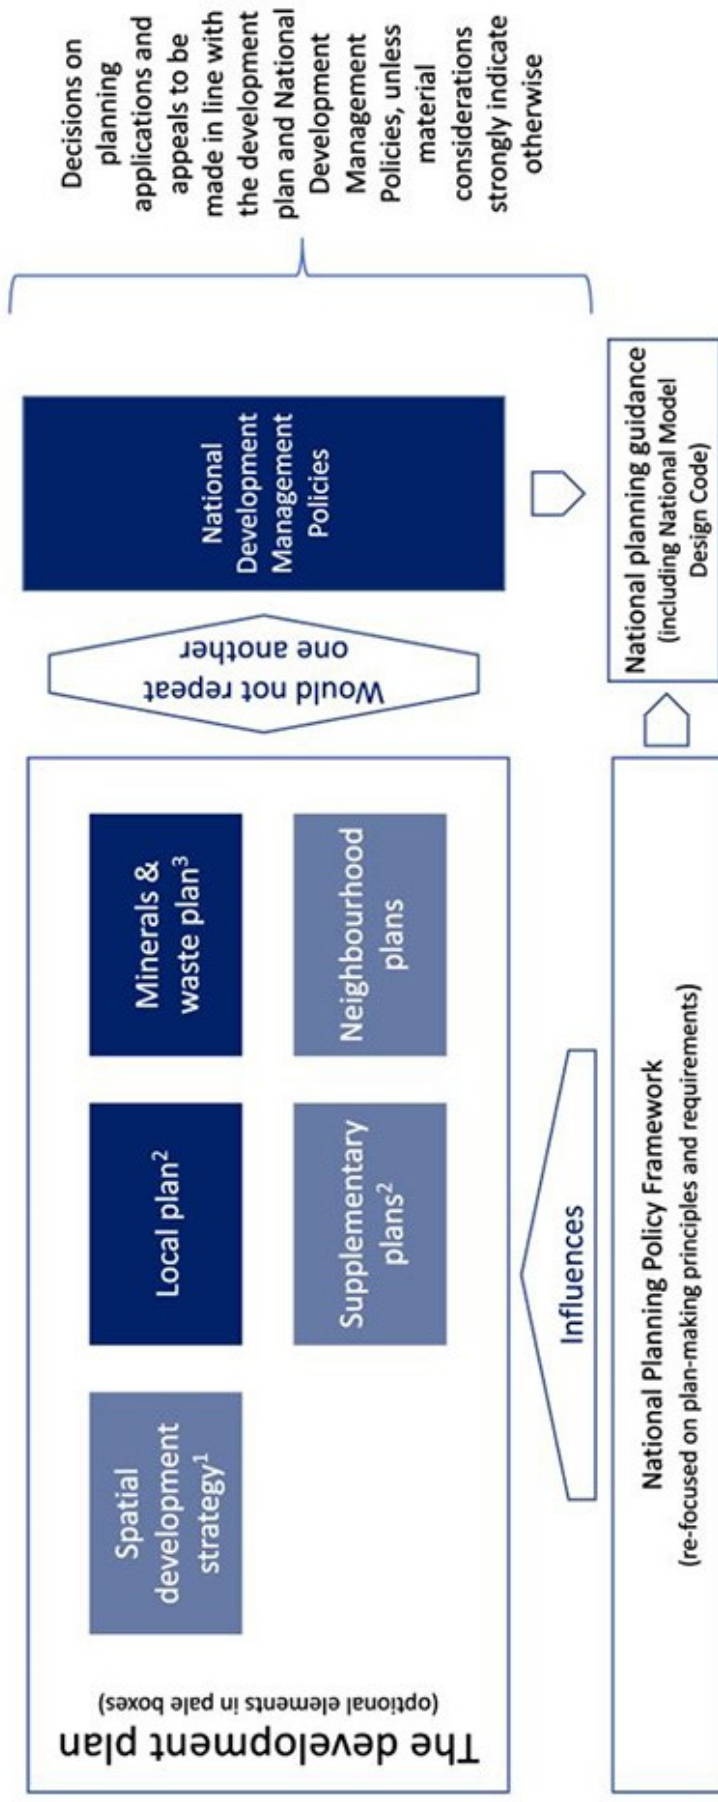 The development plan
(optional elements in pale boxes)
Spatial
development
strategy¹
Local plan²
Minerals &
waste plan³
Supplementary
plans²
Neighbourhood
plans
Would not repeat
one another
National
Development
Management
Policies
Decisions on
planning
applications and
appeals to be
made in line with
the development
plan and National
Development
Management
Policies, unless
material
considerations
strongly indicate
otherwise
Influences
National Planning Policy Framework
(re-focused on plan-making principles and requirements)
National planning guidance
(including National Model
Design Code)